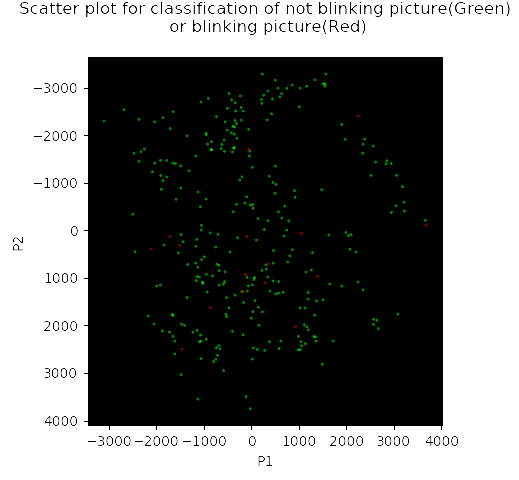 Scatter plot for classification of not blinking picture(Green)
or blinking picture(Red)
−3000
−2000
−1000
0
1000
2000
3000
4000
P2
−3000 −2000 −1000 0 1000 2000 3000 4000
P1